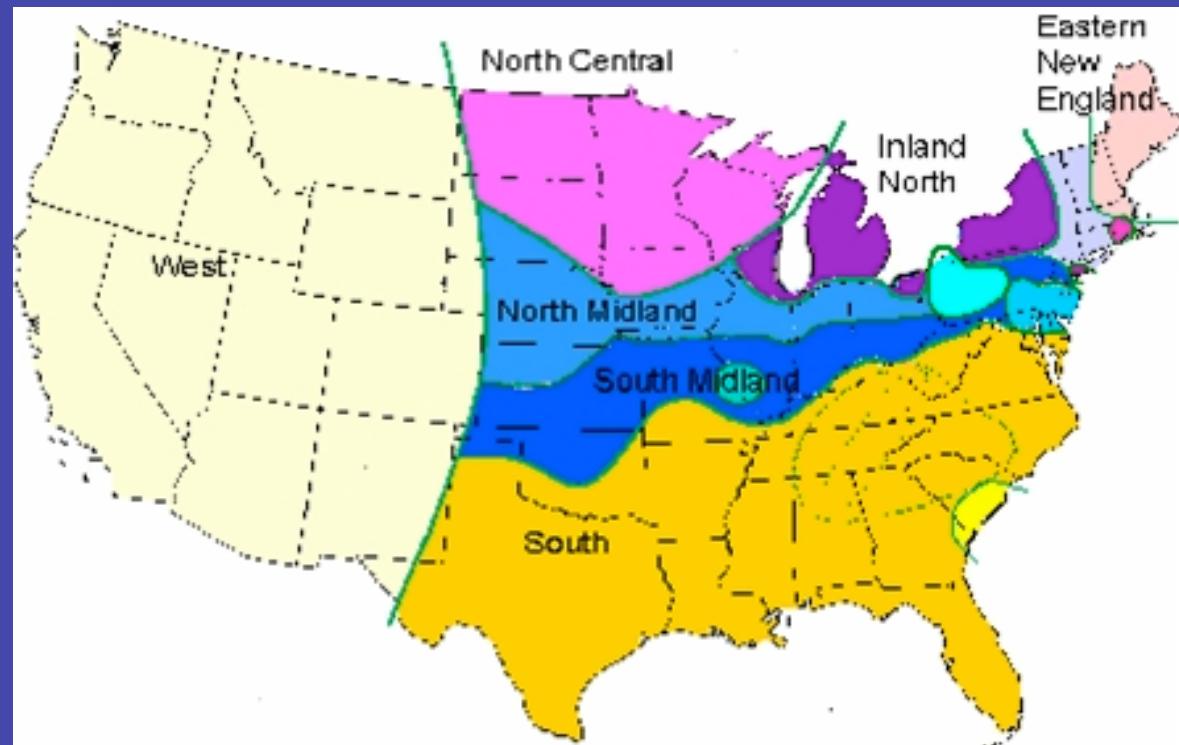 North Central
Eastern
New
England
Inland
North
West
North Midland
South Midland
South